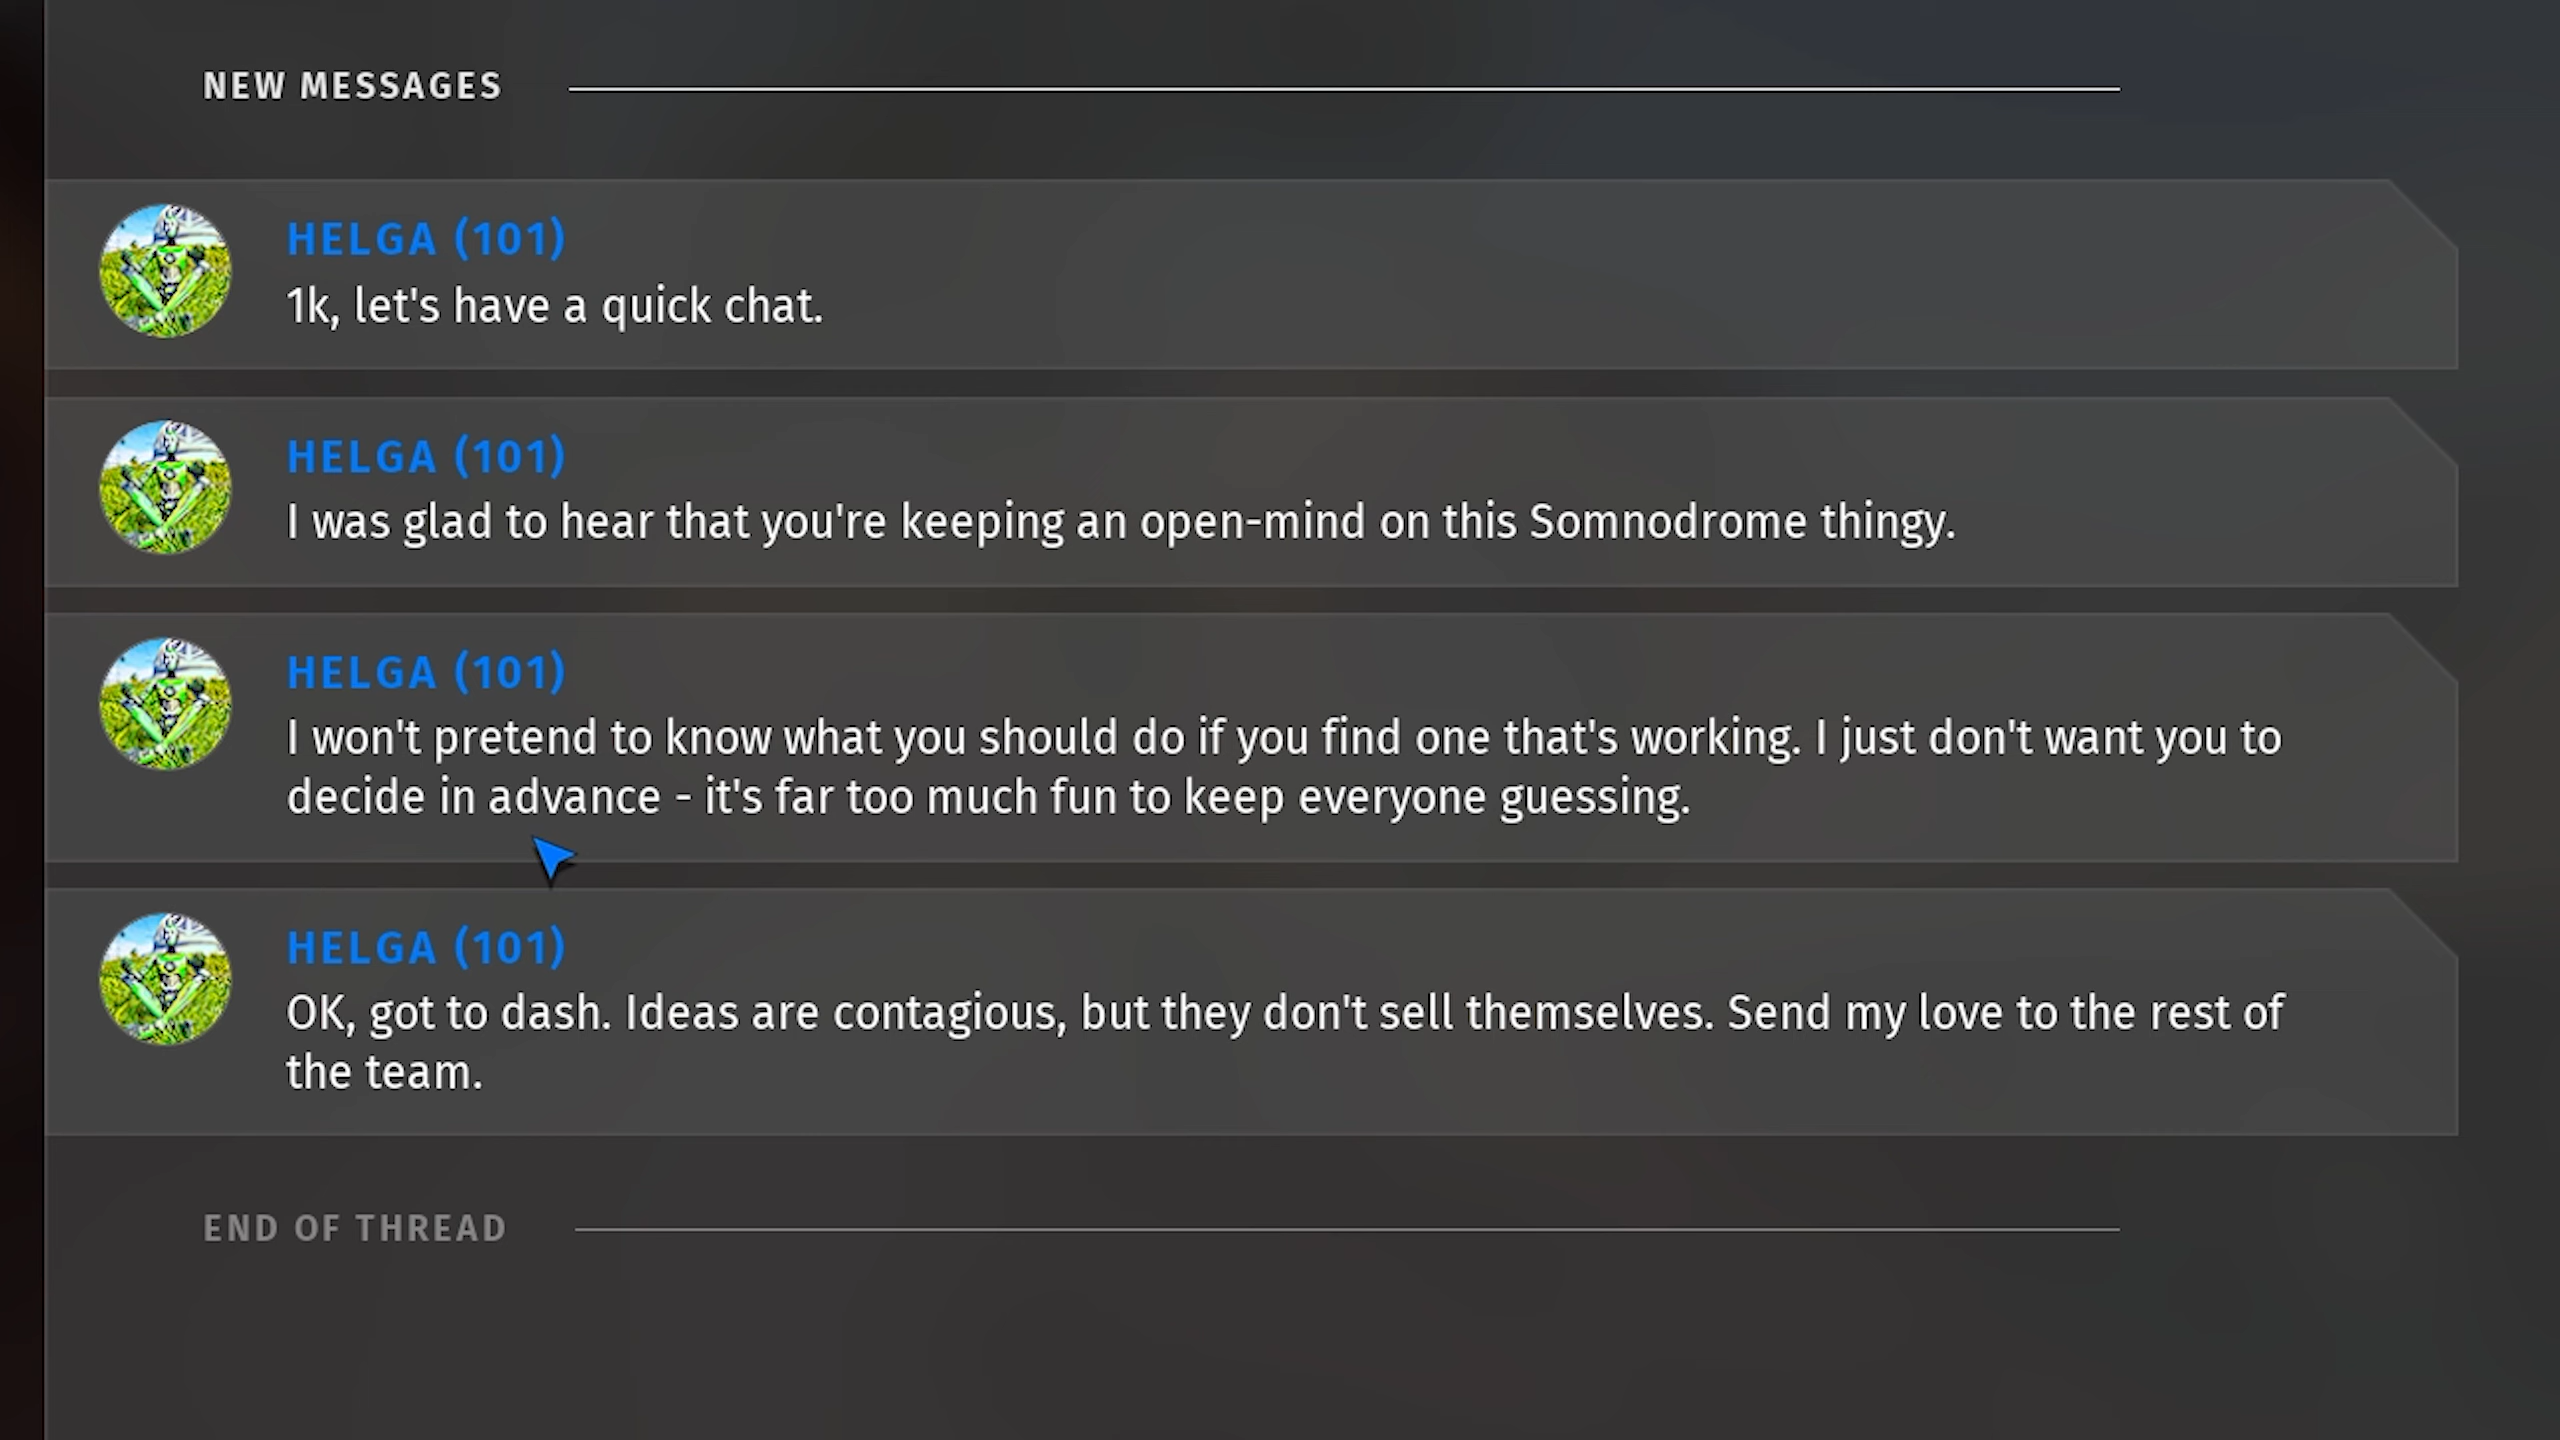 NEW MESSAGES
HELGA (101)
1k, let's have a quick chat.
HELGA (101)
I was glad to hear that you're keeping an open-mind on this Somnodrome thingy.
HELGA (101)
I won't pretend to know what you should do if you find one that's working. I just don't want you to
decide in advance - it's far too much fun to keep everyone guessing.
HELGA (101)
OK, got to dash. Ideas are contagious, but they don't sell themselves. Send my love to the rest of
the team.
END OF THREAD